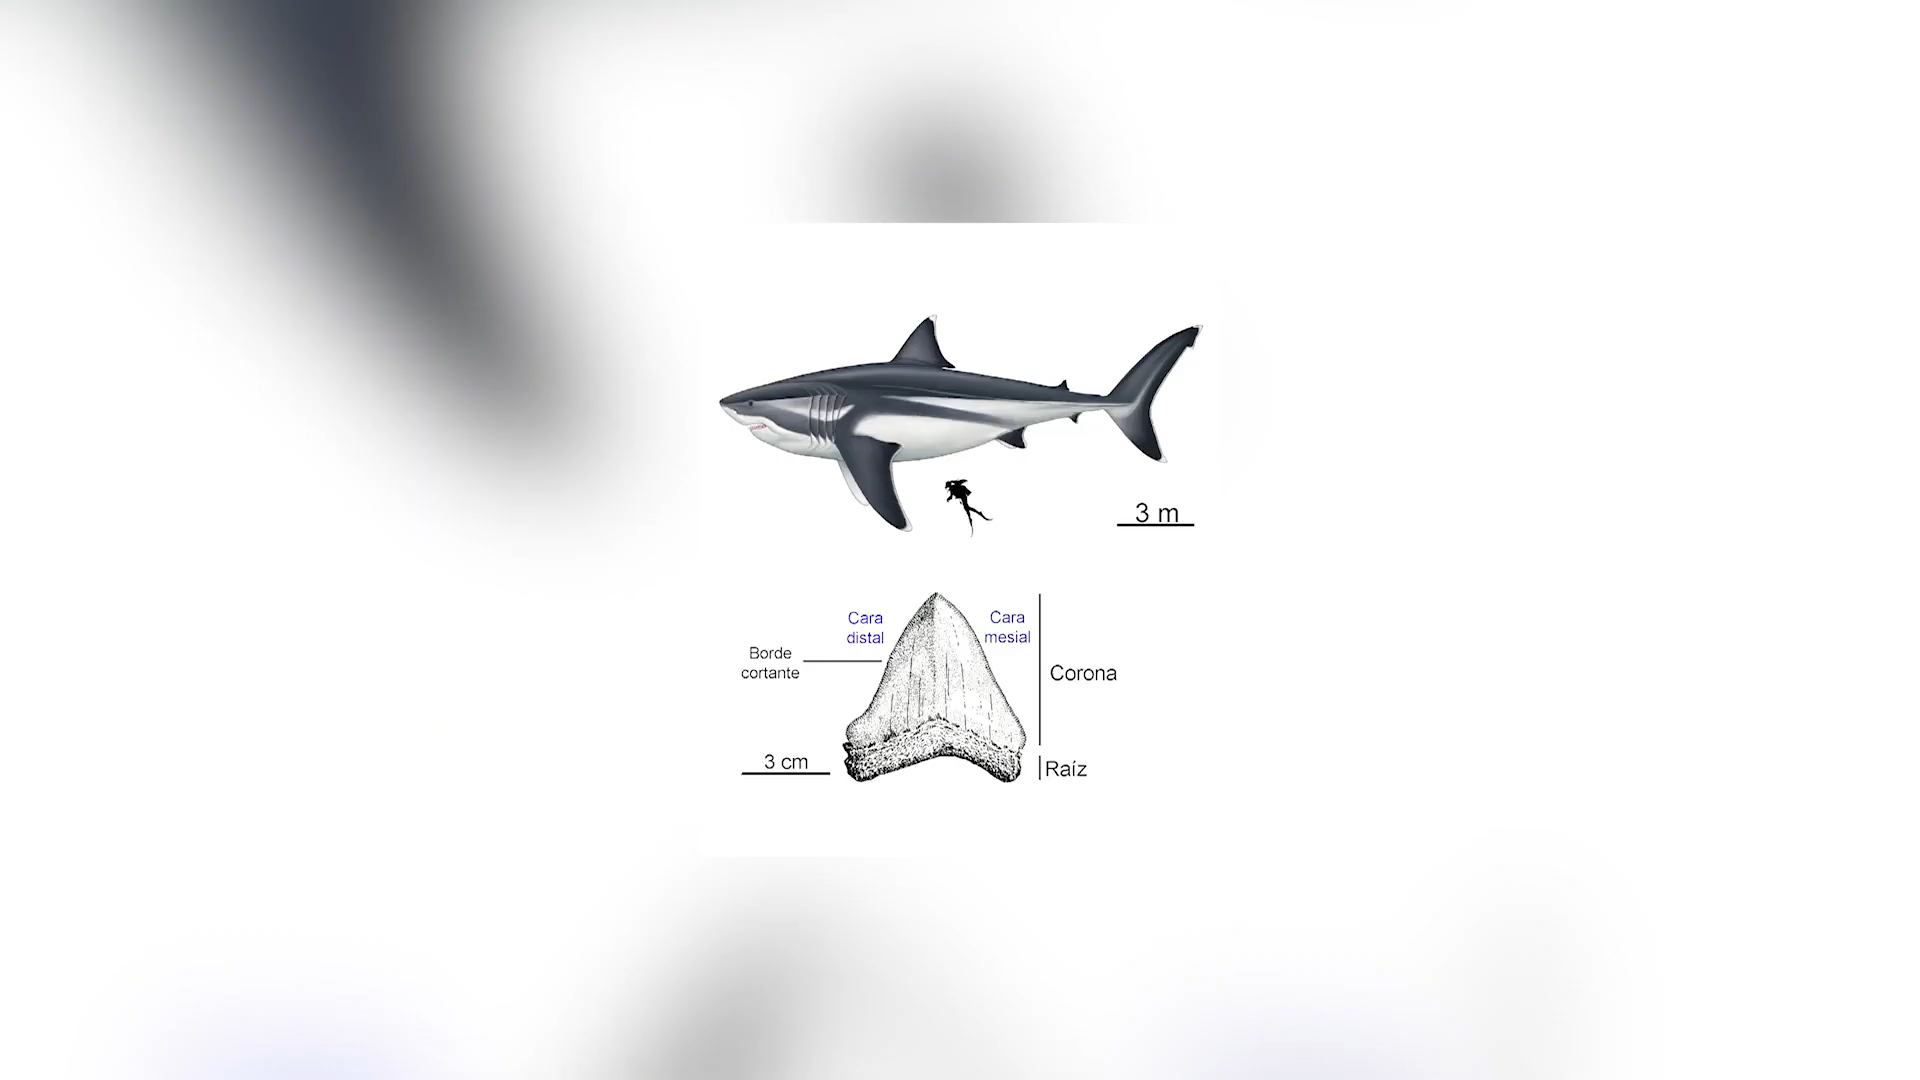 3 m
Cara
distal
Cara
mesial
Borde
cortante
Corona
3 cm
Raíz